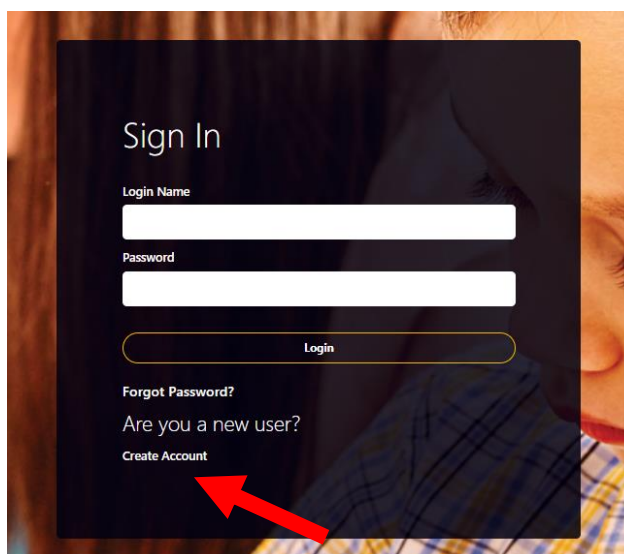 Sign In
Login Name
Password
Login
Forgot Password?
Are you a new user?
Create Account